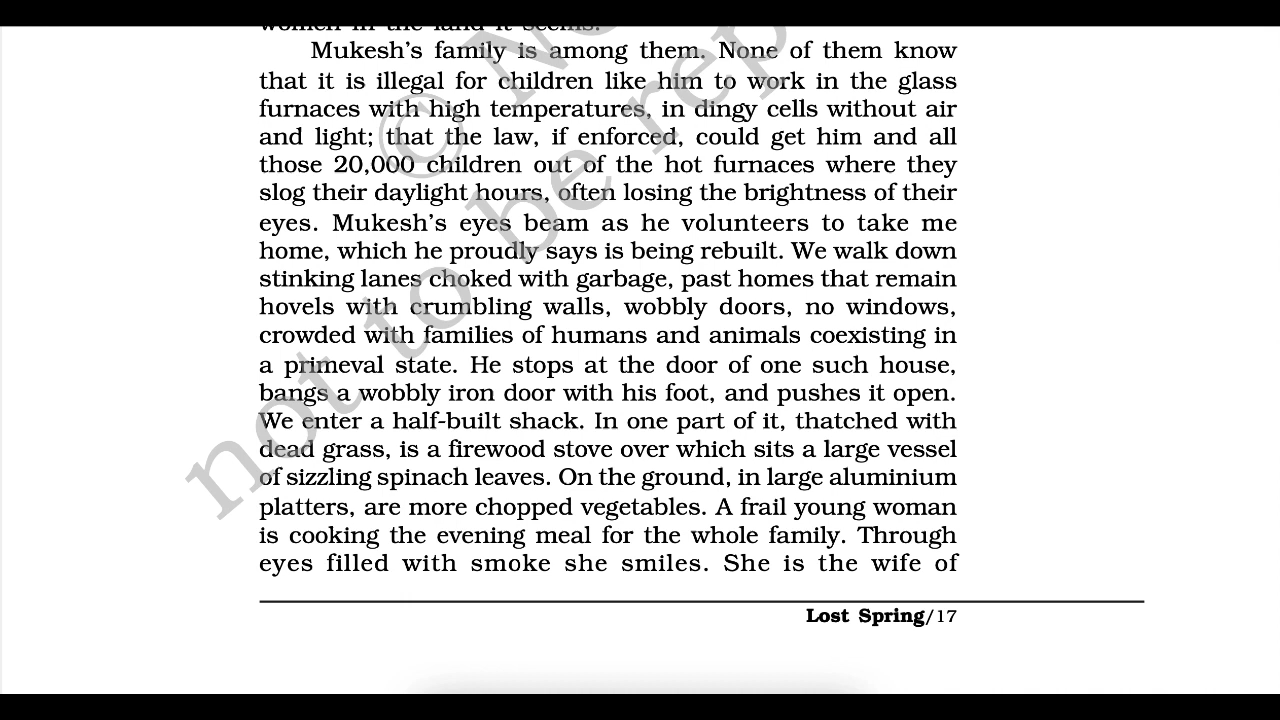 women in the land it seems.
Mukesh’s family is among them. None of them know
that it is illegal for children like him to work in the glass
furnaces with high temperatures, in dingy cells without air
and light; that the law, if enforced, could get him and all
those 20,000 children out of the hot furnaces where they
slog their daylight hours, often losing the brightness of their
eyes. Mukesh’s eyes beam as he volunteers to take me
home, which he proudly says is being rebuilt. We walk down
stinking lanes choked with garbage, past homes that remain
hovels with crumbling walls, wobbly doors, no windows,
crowded with families of humans and animals coexisting in
a primeval state. He stops at the door of one such house,
bangs a wobbly iron door with his foot, and pushes it open.
We enter a half-built shack. In one part of it, thatched with
dead grass, is a firewood stove over which sits a large vessel
of sizzling spinach leaves. On the ground, in large aluminium
platters, are more chopped vegetables. A frail young woman
is cooking the evening meal for the whole family. Through
eyes filled with smoke she smiles. She is the wife of
Lost Spring/17
© N
not to be rep